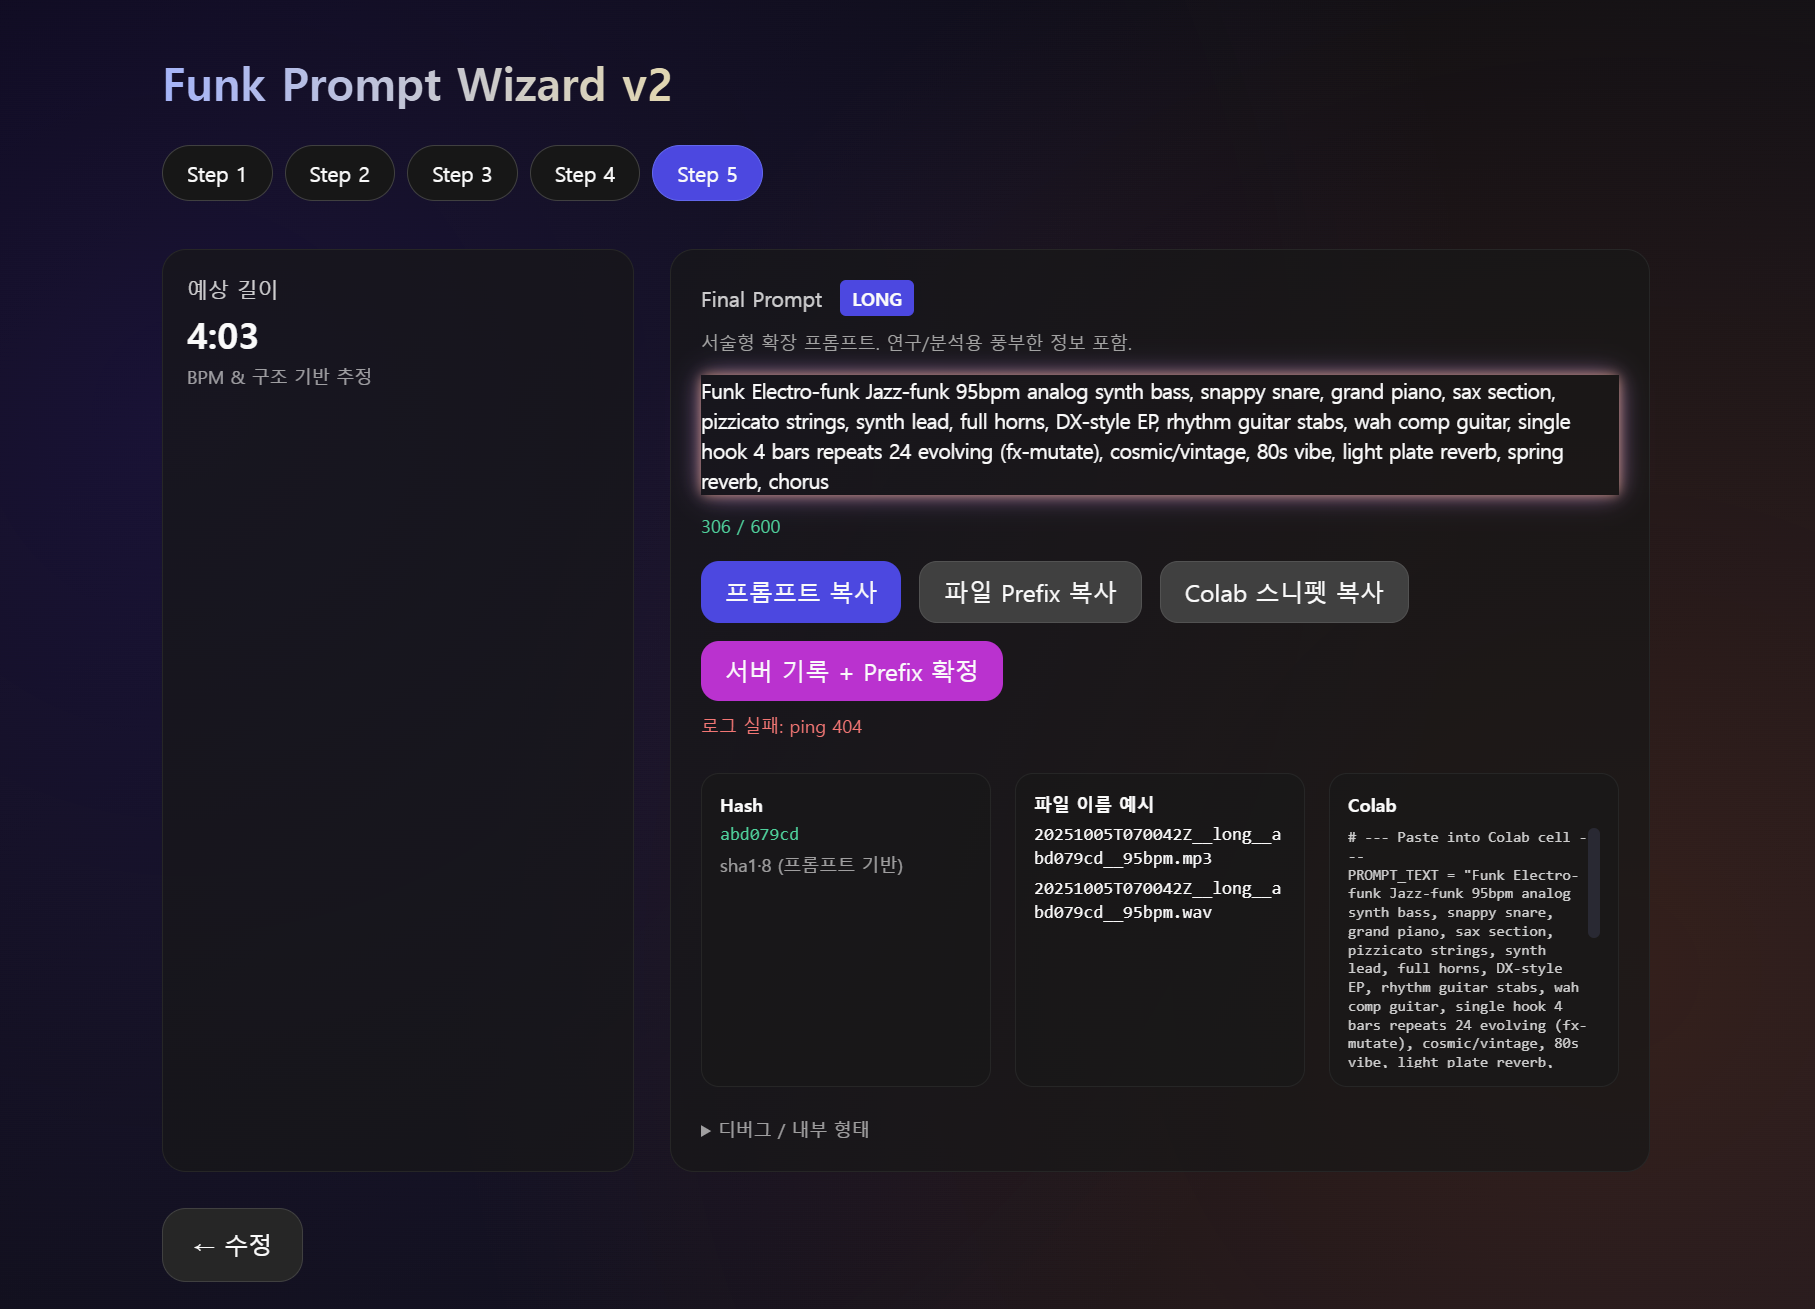 Funk Prompt Wizard v2
Step 1
Step 2
Step 3
Step 4
Step 5
예상 길이
4:03
BPM & 구조 기반 추정
Final Prompt
LONG
서술형 확장 프롬프트. 연구/분석용 풍부한 정보 포함.
Funk Electro-funk Jazz-funk 95bpm analog synth bass, snappy snare, grand piano, sax section,
pizzicato strings, synth lead, full horns, DX-style EP, rhythm guitar stabs, wah comp guitar, single
hook 4 bars repeats 24 evolving (fx-mutate), cosmic/vintage, 80s vibe, light plate reverb, spring
reverb, chorus
306 / 600
프롬프트 복사
파일 Prefix 복사
Colab 스니펫 복사
서버 기록 + Prefix 확정
로그 실패: ping 404
Hash
abd079cd
sha1·8 (프롬프트 기반)
파일 이름 예시
20251005T070042Z__long__a
bd079cd__95bpm.mp3
20251005T070042Z__long__a
bd079cd__95bpm.wav
Colab
# --- Paste into Colab cell -
--
PROMPT_TEXT = "Funk Electro-
funk Jazz-funk 95bpm analog
synth bass, snappy snare,
grand piano, sax section,
pizzicato strings, synth
lead, full horns, DX-style
EP, rhythm guitar stabs, wah
comp guitar, single hook 4
bars repeats 24 evolving (fx-
mutate), cosmic/vintage, 80s
vibe, light plate reverb,
▶ 디버그 / 내부 형태
← 수정